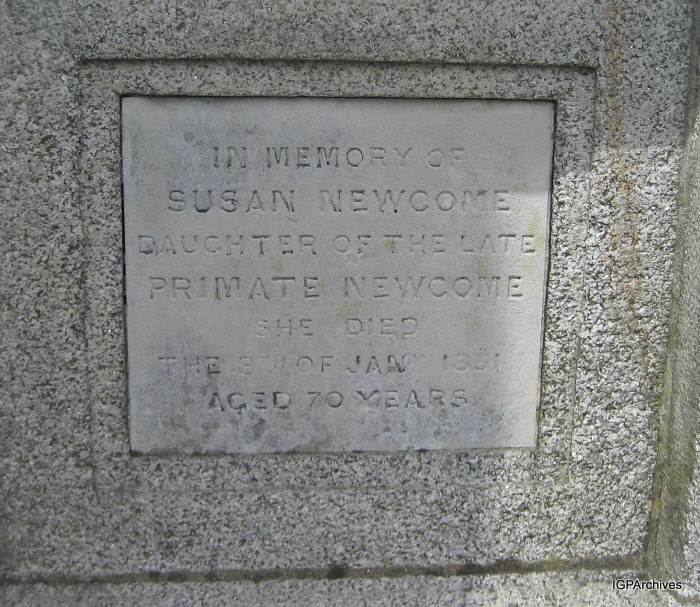 IN MEMORY OF
SUSAN NEWCOME
DAUGHTER OF THE LATE
PRIMATE NEWCOME
SHE DIED
THE OF JANY
AGED 70 YEARS.
IGPArchives